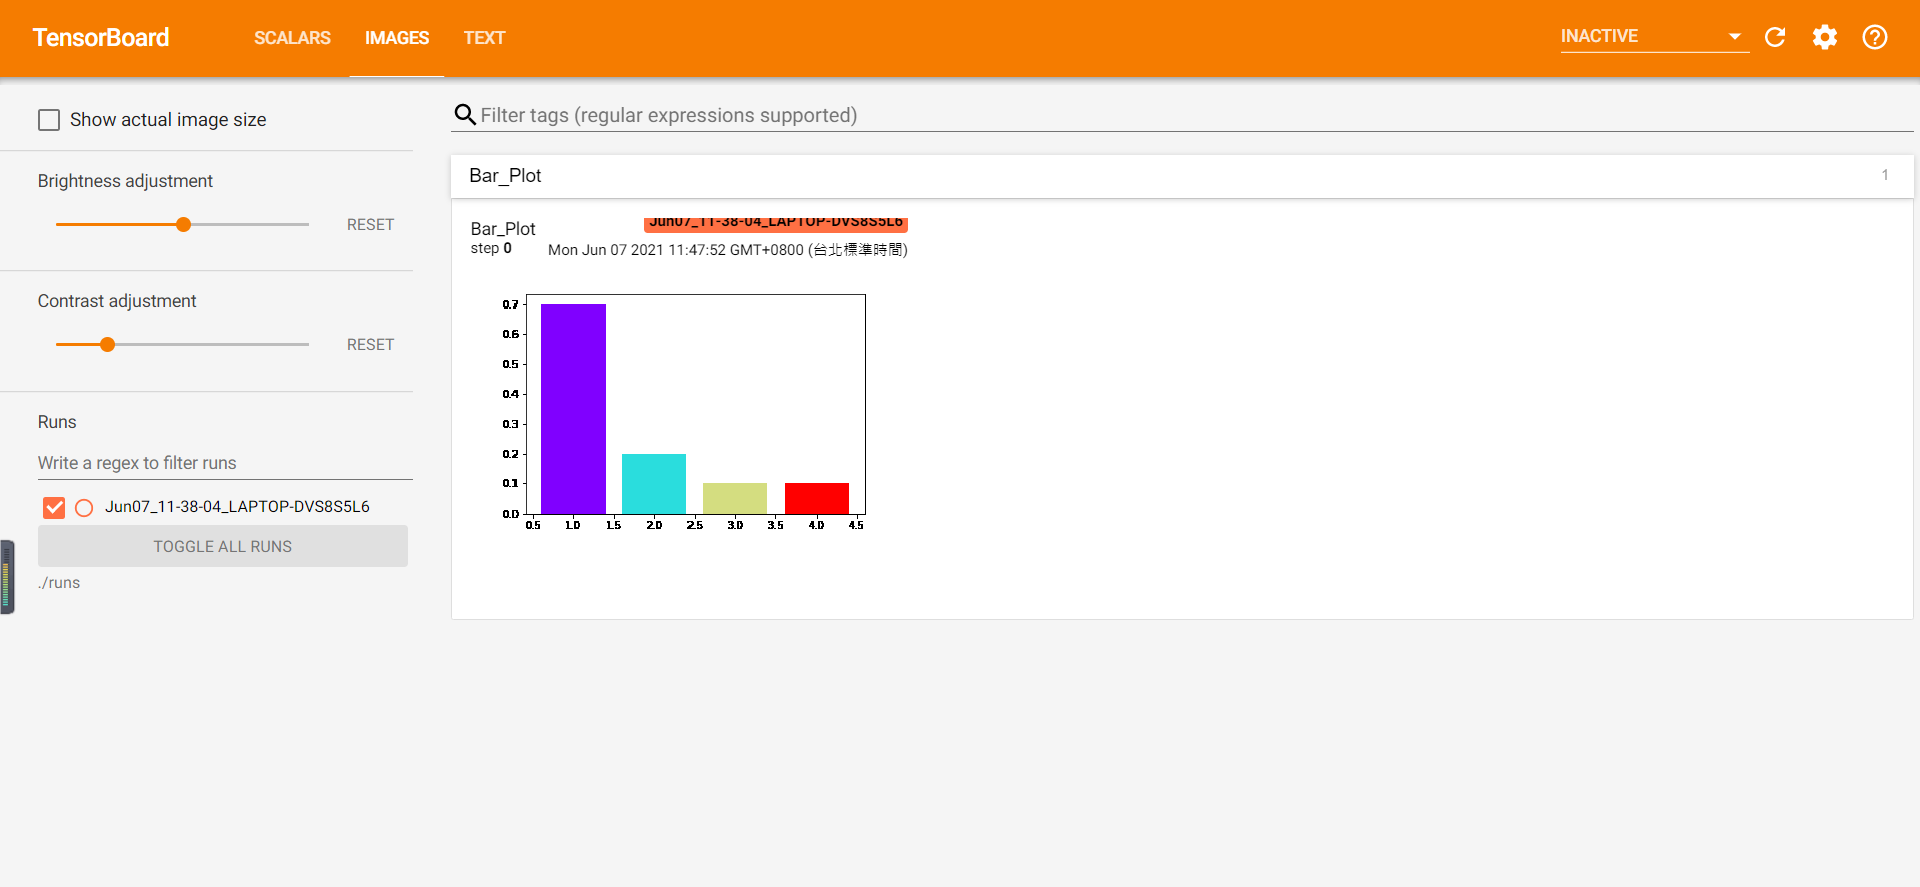 TensorBoard
SCALARS
IMAGES
TEXT
INACTIVE
Show actual image size
Brightness adjustment
RESET
Contrast adjustment
RESET
Runs
Write a regex to filter runs
Jun07_11-38-04_LAPTOP-DVS8S5L6
TOGGLE ALL RUNS
./runs
Filter tags (regular expressions supported)
Bar_Plot
1
Bar_Plot
Jun07_11-38-04_LAPTOP-DVS8S5L6
step 0
Mon Jun 07 2021 11:47:52 GMT+0800 (台北標準時間)
0.7
0.6
0.5
0.4
0.3
0.2
0.1
0.0
0.5 1.0 1.5 2.0 2.5 3.0 3.5 4.0 4.5